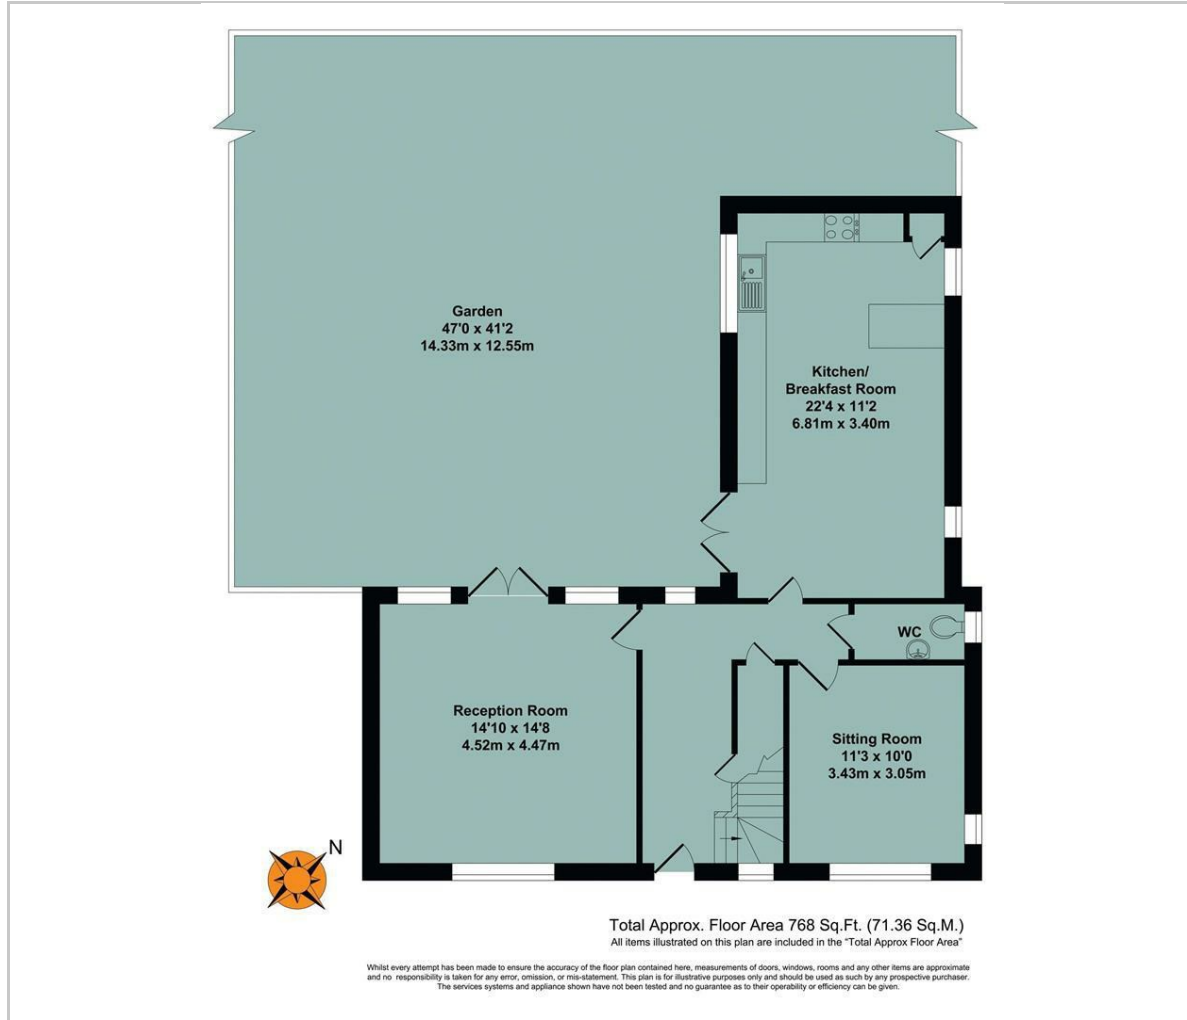 Garden
47'0 x 41'2
14.33m x 12.55m
Kitchen/
Breakfast Room
22'4 x 11'2
6.81m x 3.40m
WC
Reception Room
14'10 x 14'8
4.52m x 4.47m
Sitting Room
11'3 x 10'0
3.43m x 3.05m
N
Total Approx. Floor Area 768 Sq.Ft. (71.36 Sq.M.)
All items illustrated on this plan are included in the "Total Approx Floor Area"
Whilst every attempt has been made to ensure the accuracy of the floor plan contained here, measurements of doors, windows, rooms and any other items are approximate
and no responsibility is taken for any error, omission, or mis-statement. This plan is for illustrative purposes only and should be used as such by any prospective purchaser.
The services systems and appliance shown have not been tested and no guarantee as to their operability or efficiency can be given.